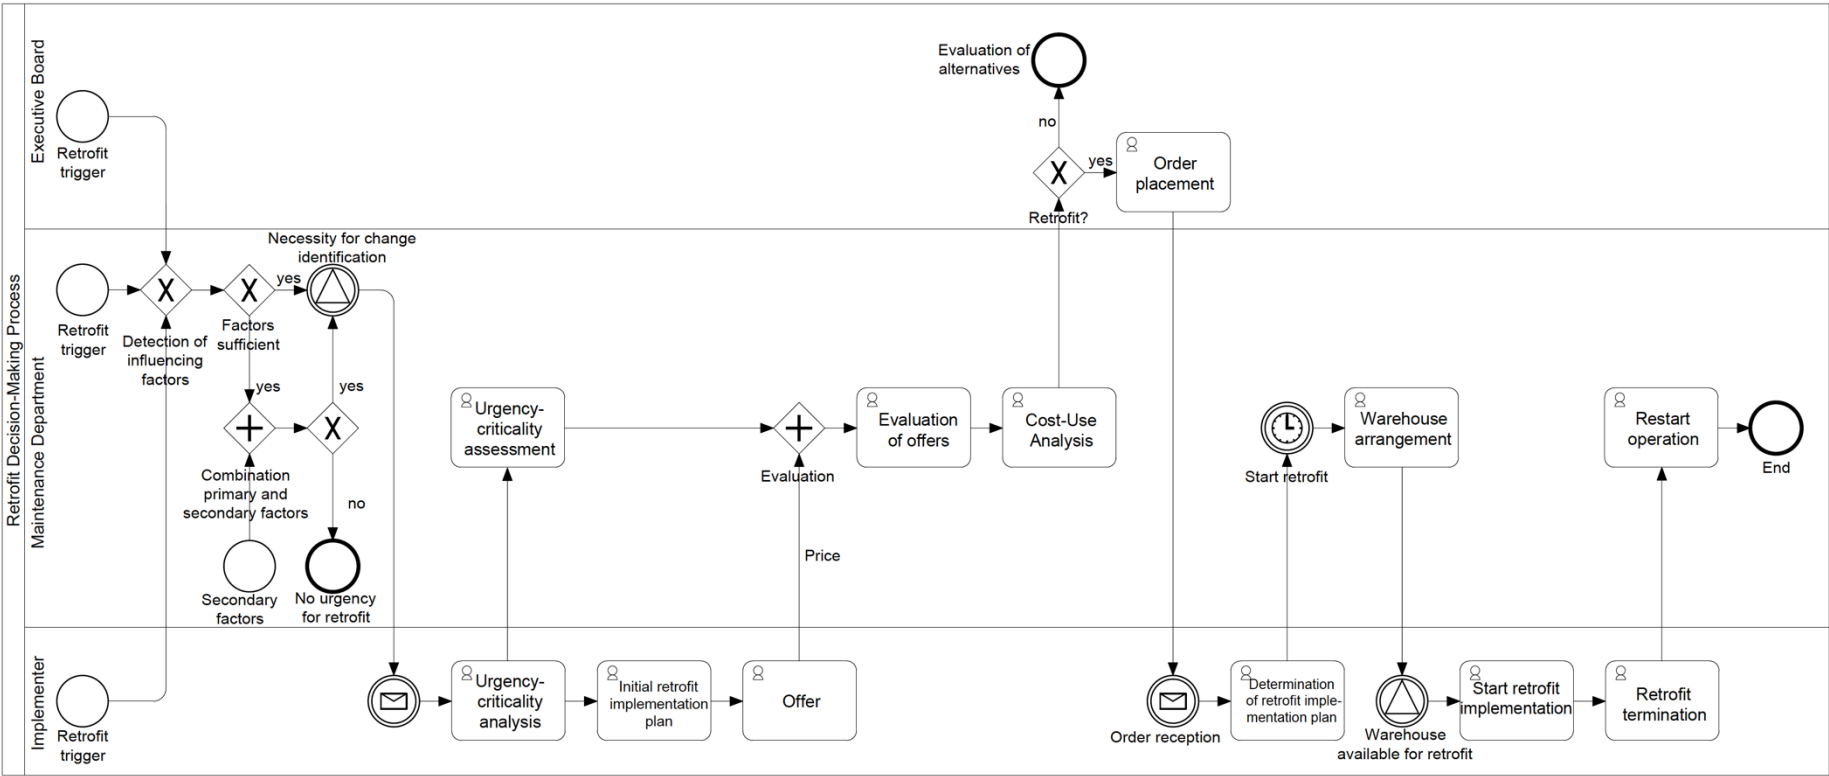 Retrofit Decision-Making Process
Executive Board
Retrofit
trigger
Evaluation of
alternatives
no
yes
Retrofit?
Order
placement
Maintenance Department
Retrofit
trigger
Detection of
influencing
factors
Factors
sufficient
yes
Necessity for change
identification
yes
Combination
primary and
secondary factors
yes
no
Secondary
factors
No urgency
for retrofit
Urgency-
criticality
assessment
Evaluation
Price
Evaluation
of offers
Cost-Use
Analysis
Start retrofit
Warehouse
arrangement
Restart
operation
End
Implementer
Retrofit
trigger
Urgency-
criticality
analysis
Initial retrofit
implementation
plan
Offer
Order reception
Determination
of retrofit imple-
mentation plan
Warehouse
available for retrofit
Start retrofit
implementation
Retrofit
termination